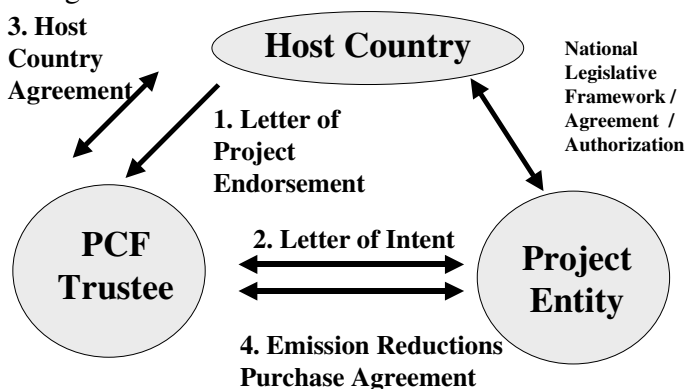 3. Host
Country
Agreement
Host Country
National
Legislative
Framework /
Agreement /
Authorization
1. Letter of
Project
Endorsement
PCF
Trustee
2. Letter of Intent
Project
Entity
4. Emission Reductions
Purchase Agreement